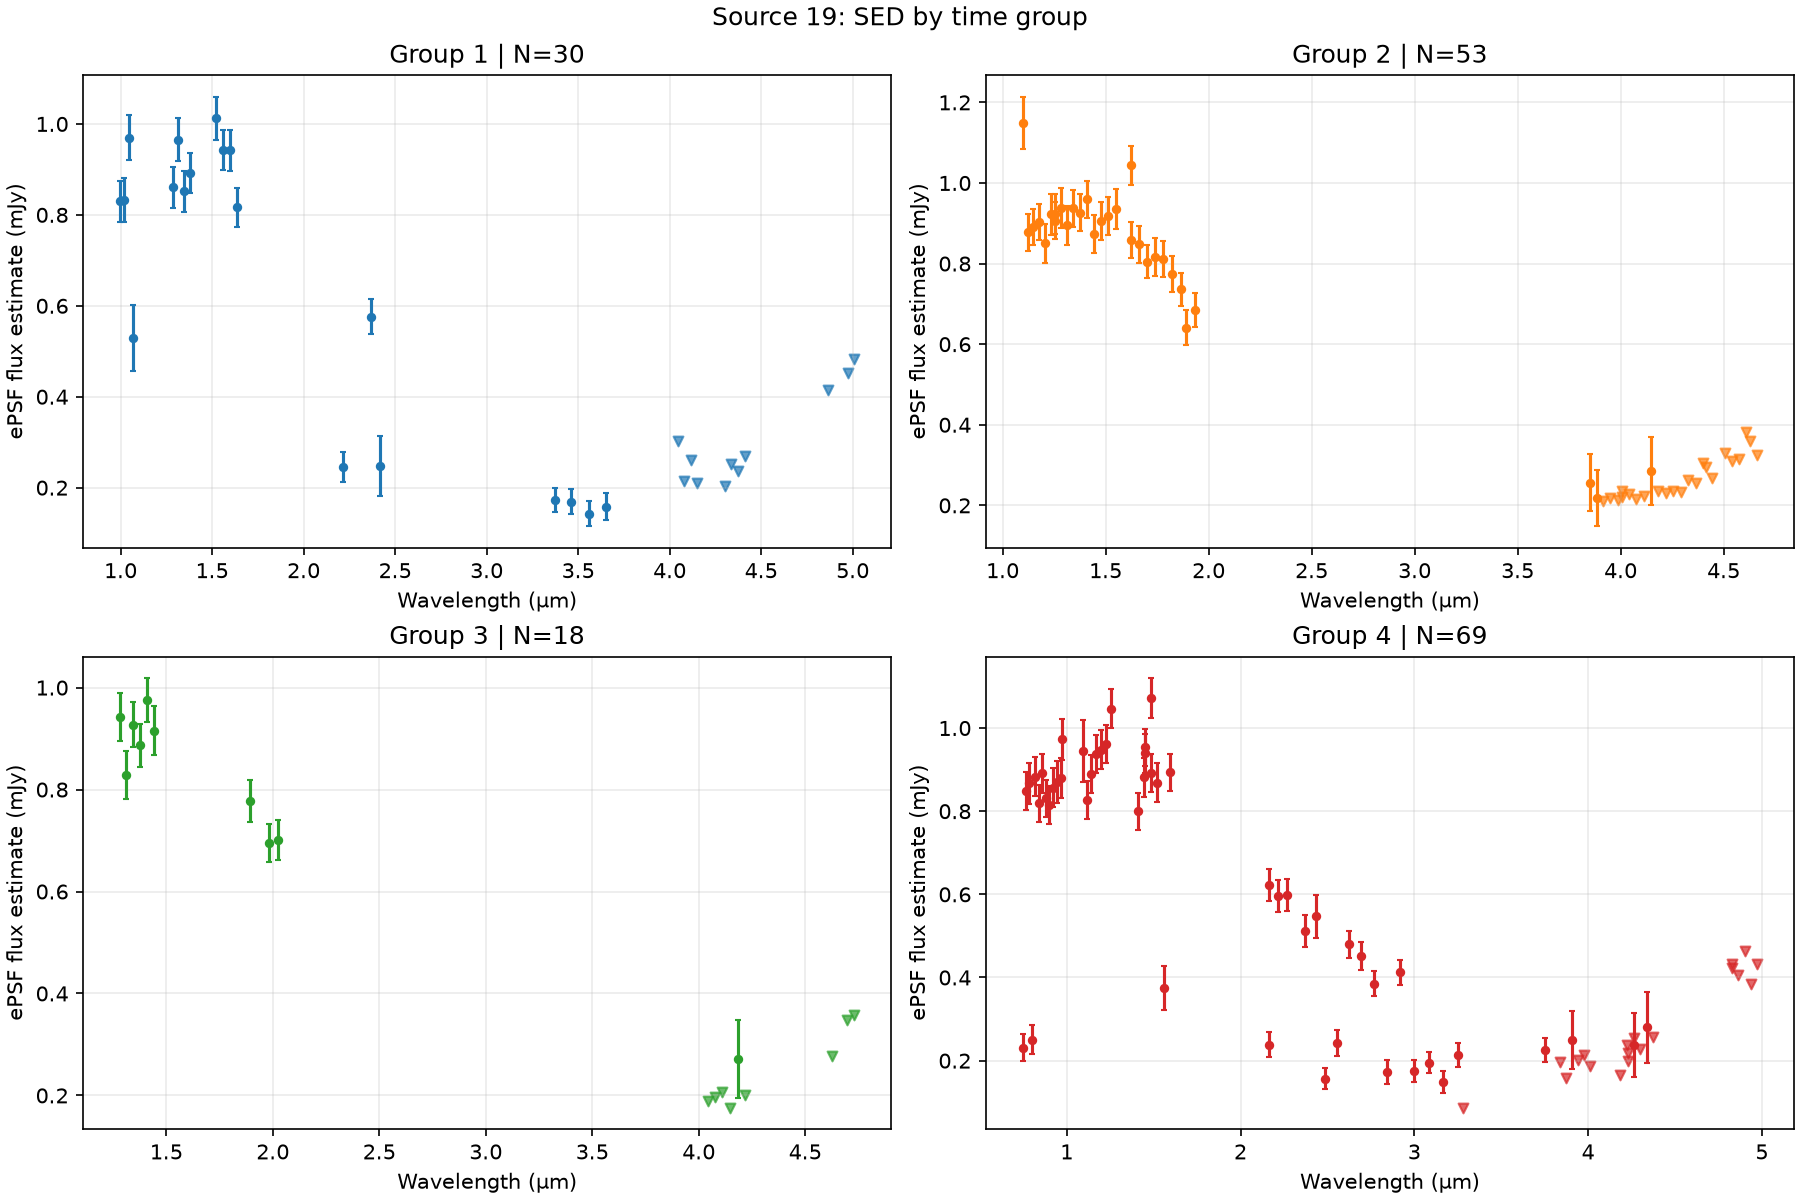 Source 19: SED by time group
Group 1 | N=30
ePSF flux estimate (mJy)
1.0
0.8
0.6
0.4
0.2
1.0 1.5 2.0 2.5 3.0 3.5 4.0 4.5 5.0
Wavelength (µm)
Group 2 | N=53
ePSF flux estimate (mJy)
1.2
1.0
0.8
0.6
0.4
0.2
1.0 1.5 2.0 2.5 3.0 3.5 4.0 4.5
Wavelength (µm)
Group 3 | N=18
ePSF flux estimate (mJy)
1.0
0.8
0.6
0.4
0.2
1.5 2.0 2.5 3.0 3.5 4.0 4.5
Wavelength (µm)
Group 4 | N=69
ePSF flux estimate (mJy)
1.0
0.8
0.6
0.4
0.2
1 2 3 4 5
Wavelength (µm)